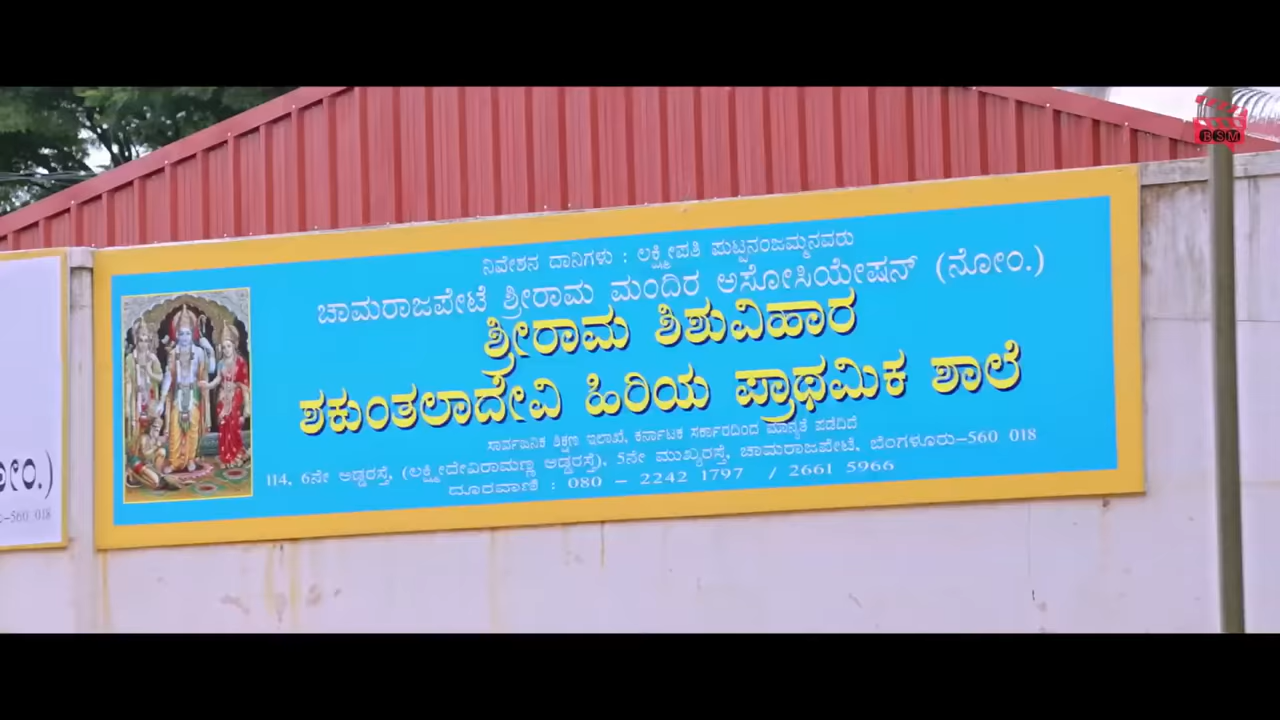 ನಿವೇಶನ ದಾನಿಗಳು : ಲಕ್ಷ್ಮೀಪತಿ ಪುಟ್ಟನಂಜಮ್ಮನವರು
ಚಾಮರಾಜಪೇಟೆ ಶ್ರೀರಾಮ ಮಂದಿರ ಅಸೋಸಿಯೇಷನ್ (ನೋಂ.)
ಶ್ರೀರಾಮ ಶಿಶುವಿಹಾರ
ಶಕುಂತಲಾದೇವಿ ಹಿರಿಯ ಪ್ರಾಥಮಿಕ ಶಾಲೆ
ಸಾರ್ವಜನಿಕ ಶಿಕ್ಷಣ ಇಲಾಖೆ, ಕರ್ನಾಟಕ ಸರ್ಕಾರದಿಂದ ಮಾನ್ಯತೆ ಪಡೆದಿದೆ
114, 6ನೇ ಅಡ್ಡರಸ್ತೆ, (ಲಕ್ಷ್ಮೀದೇವಿರಾಮಣ್ಣ ಅಡ್ಡರಸ್ತೆ), 5ನೇ ಮುಖ್ಯರಸ್ತೆ, ಚಾಮರಾಜಪೇಟೆ, ಬೆಂಗಳೂರು-560 018
ದೂರವಾಣಿ : 080 - 2242 1797 / 2661 5966
ನೋಂ.)
-560 018
BSM